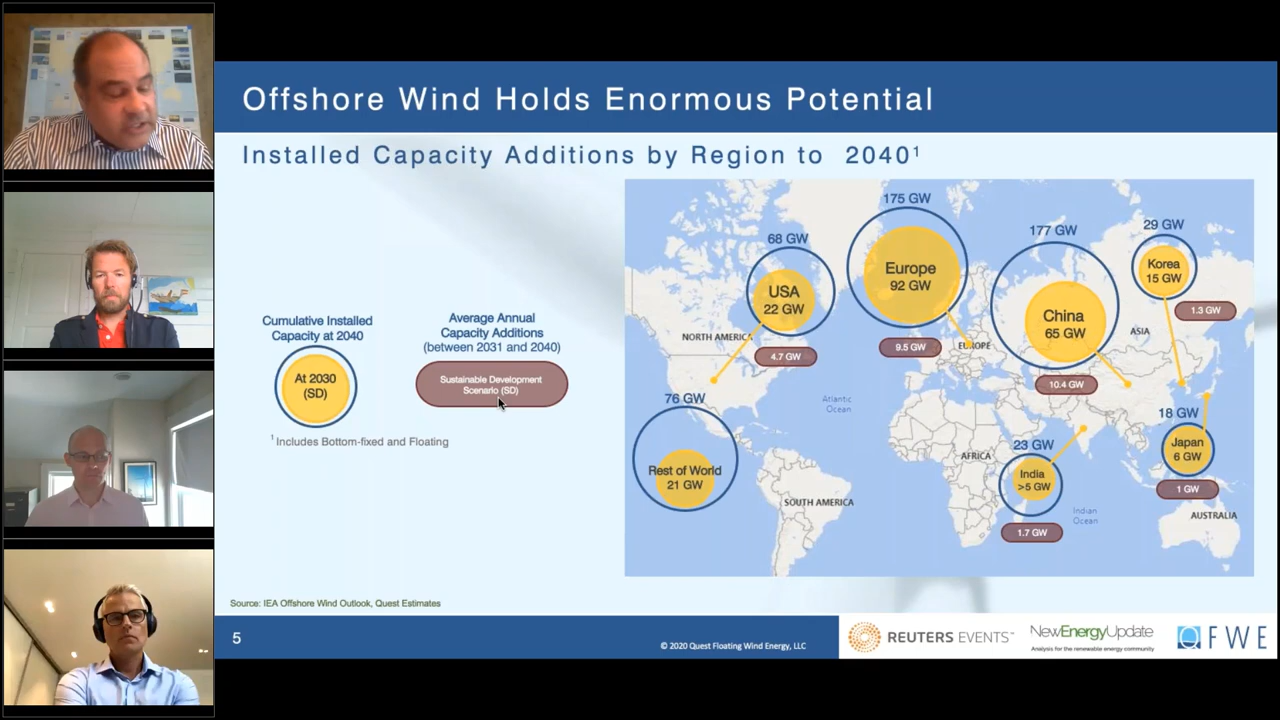 Offshore Wind Holds Enormous Potential
Installed Capacity Additions by Region to 2040¹
Cumulative Installed
Capacity at 2040
At 2030
(SD)
Average Annual
Capacity Additions
(between 2031 and 2040)
Sustainable Development
Scenario (SD)
¹ Includes Bottom-fixed and Floating
175 GW
Europe
92 GW
9.5 GW
68 GW
USA
22 GW
4.7 GW
177 GW
China
65 GW
10.4 GW
29 GW
Korea
15 GW
1.3 GW
76 GW
Rest of World
21 GW
23 GW
India
>5 GW
1.7 GW
18 GW
Japan
6 GW
1 GW
NORTH AMERICA
EUROPE
ASIA
Atlantic
Ocean
AFRICA
SOUTH AMERICA
Indian
Ocean
AUSTRALIA
Source: IEA Offshore Wind Outlook, Quest Estimates
5
© 2020 Quest Floating Wind Energy, LLC
REUTERS EVENTS™
NewEnergyUpdate
Analysis for the renewable energy community
QFWE